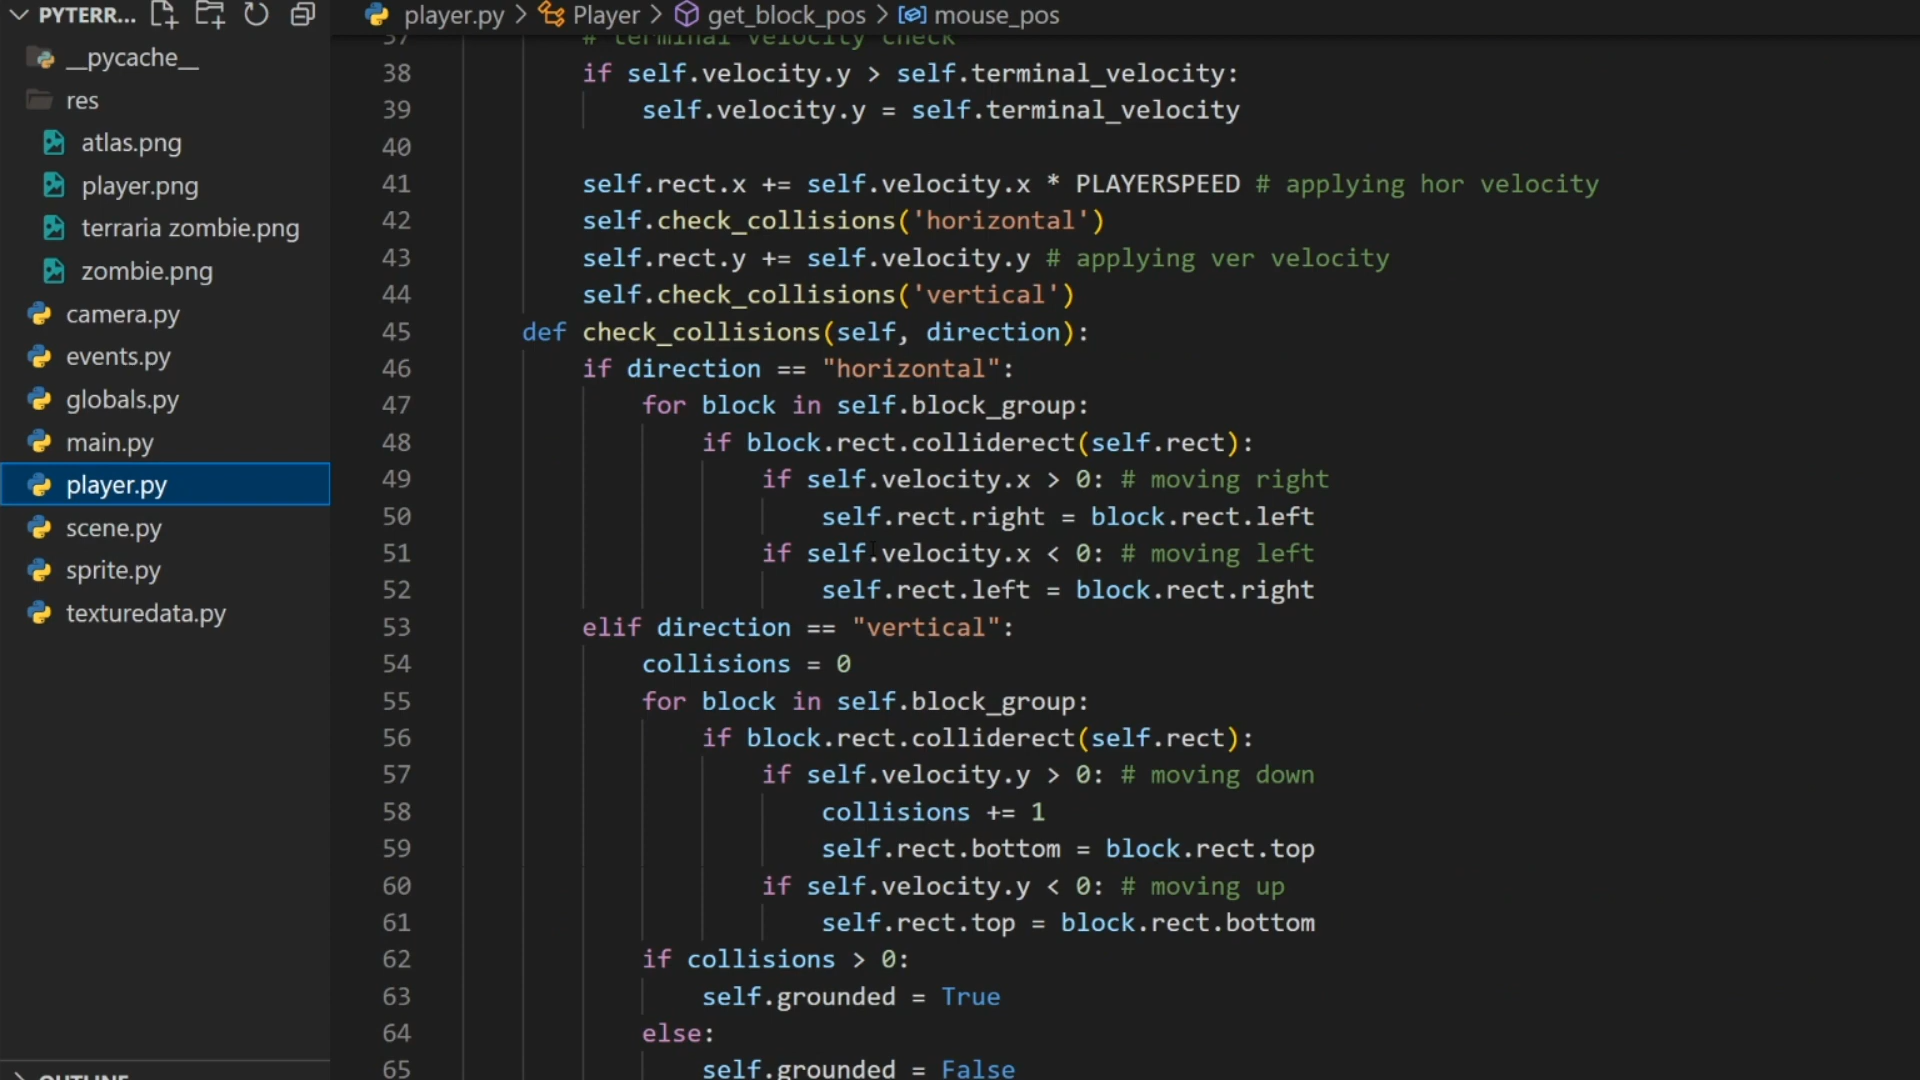 PYTERR...
__pycache__
res
atlas.png
player.png
terraria zombie.png
zombie.png
camera.py
events.py
globals.py
main.py
player.py
scene.py
sprite.py
texturedata.py
OUTLINE
player.py > Player > get_block_pos > mouse_pos
37 # terminal velocity check
38 if self.velocity.y > self.terminal_velocity:
39 self.velocity.y = self.terminal_velocity
40
41 self.rect.x += self.velocity.x * PLAYERSPEED # applying hor velocity
42 self.check_collisions('horizontal')
43 self.rect.y += self.velocity.y # applying ver velocity
44 self.check_collisions('vertical')
45 def check_collisions(self, direction):
46 if direction == "horizontal":
47 for block in self.block_group:
48 if block.rect.colliderect(self.rect):
49 if self.velocity.x > 0: # moving right
50 self.rect.right = block.rect.left
51 if self.velocity.x < 0: # moving left
52 self.rect.left = block.rect.right
53 elif direction == "vertical":
54 collisions = 0
55 for block in self.block_group:
56 if block.rect.colliderect(self.rect):
57 if self.velocity.y > 0: # moving down
58 collisions += 1
59 self.rect.bottom = block.rect.top
60 if self.velocity.y < 0: # moving up
61 self.rect.top = block.rect.bottom
62 if collisions > 0:
63 self.grounded = True
64 else:
65 self.grounded = False